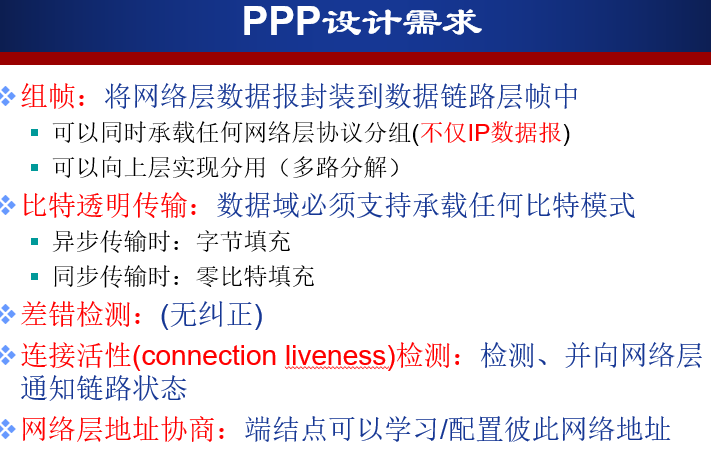 PPP设计需求
组帧：将网络层数据报封装到数据链路层帧中
可以同时承载任何网络层协议分组(不仅IP数据报)
可以向上层实现分用（多路分解）
比特透明传输：数据域必须支持承载任何比特模式
异步传输时：字节填充
同步传输时：零比特填充
差错检测：(无纠正)
连接活性(connection liveness)检测：检测、并向网络层
通知链路状态
网络层地址协商：端结点可以学习/配置彼此网络地址